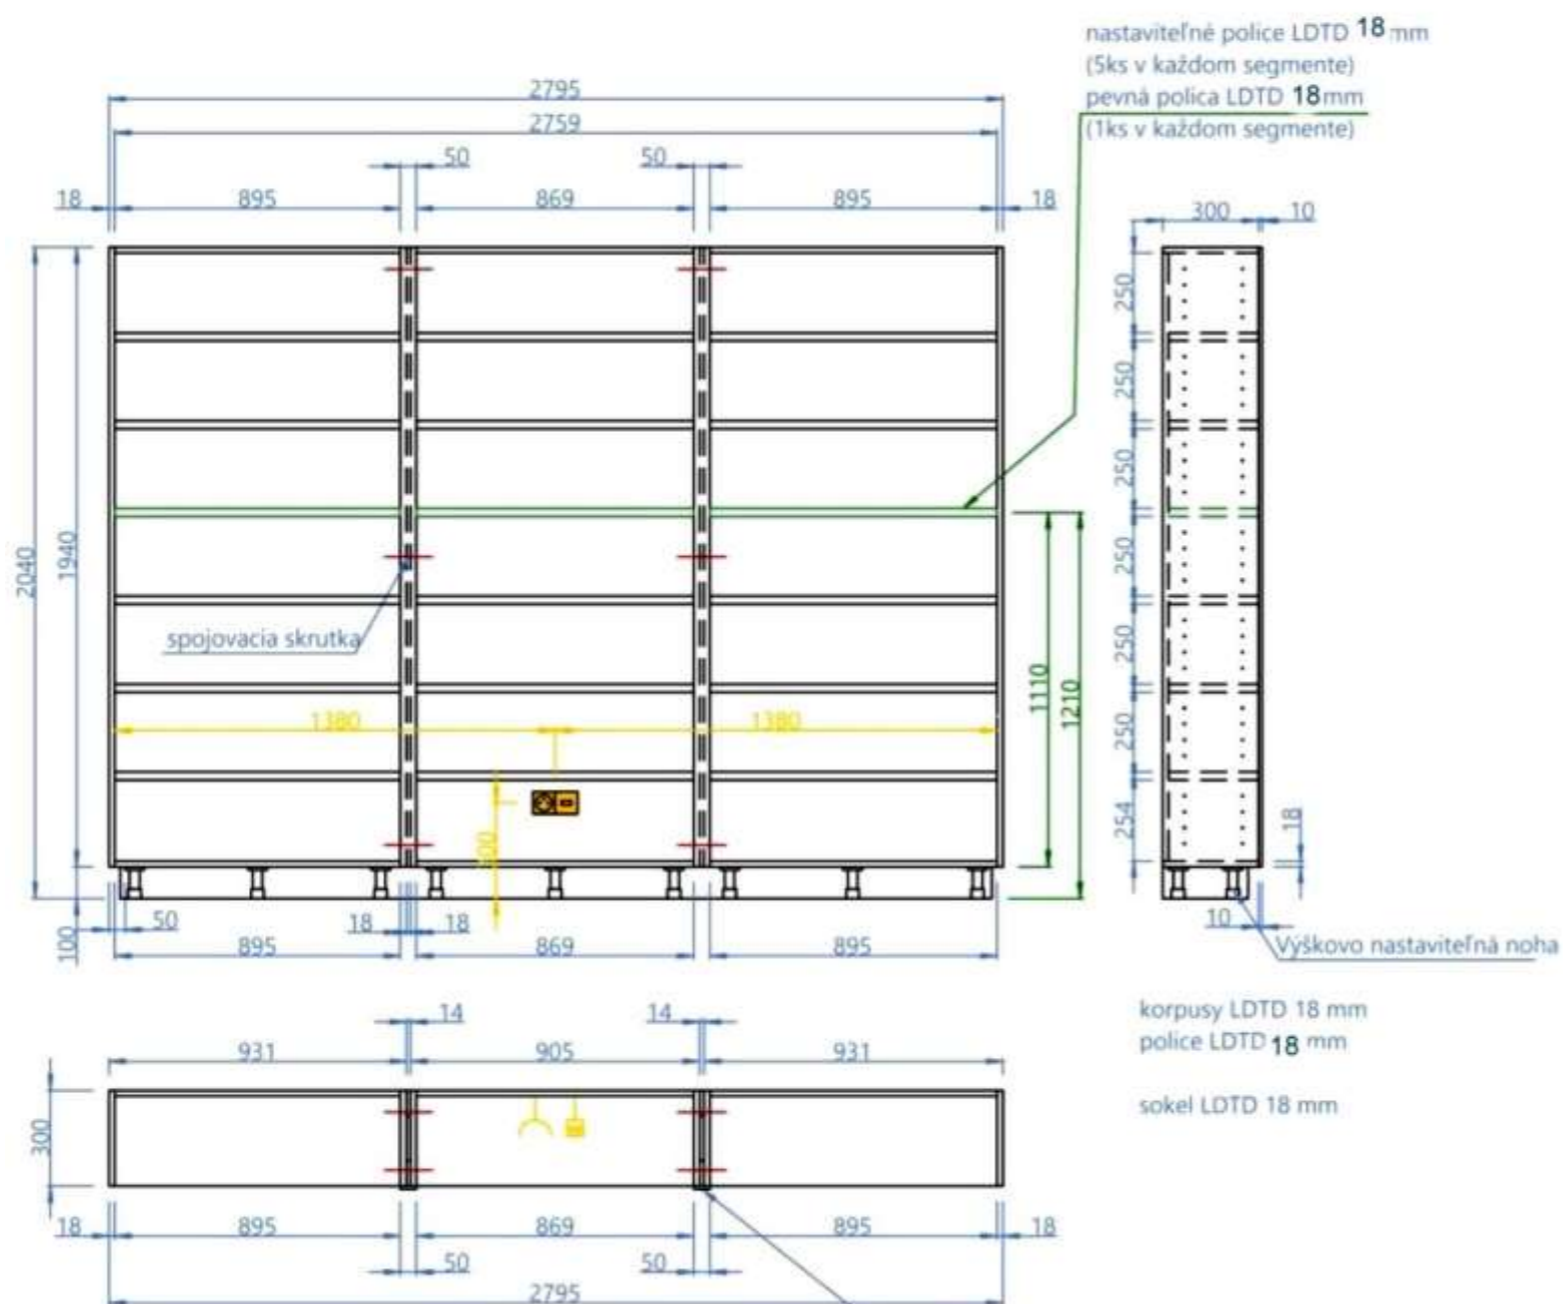 nastaviteľné police LDTD 18 mm
(5ks v každom segmente)
pevná polica LDTD 18 mm
(1ks v každom segmente)
2795
2759
50 50
18 895 869 895 18
300 10
250
250
250
250
250
250
254
18
10
2040
1940
spojovacia skrutka
1110
1210
1380 1380
100
50 18 18
895 869 895
Výškovo nastaviteľná noha
korpusy LDTD 18 mm
police LDTD 18 mm
sokel LDTD 18 mm
14 14
931 905 931
300
18 895 869 895 18
50 50
2795